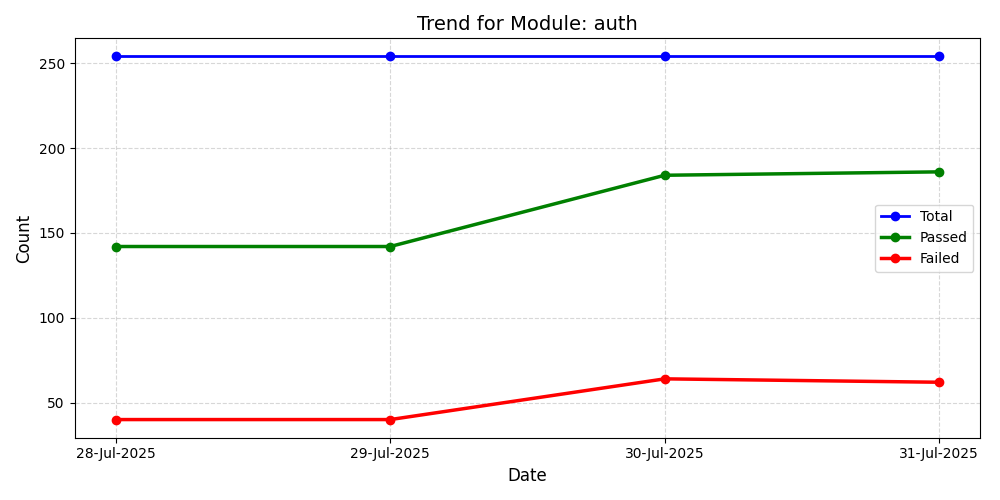 Trend for Module: auth
Count
250
200
150
100
50
Total
Passed
Failed
28-Jul-2025
29-Jul-2025
30-Jul-2025
31-Jul-2025
Date